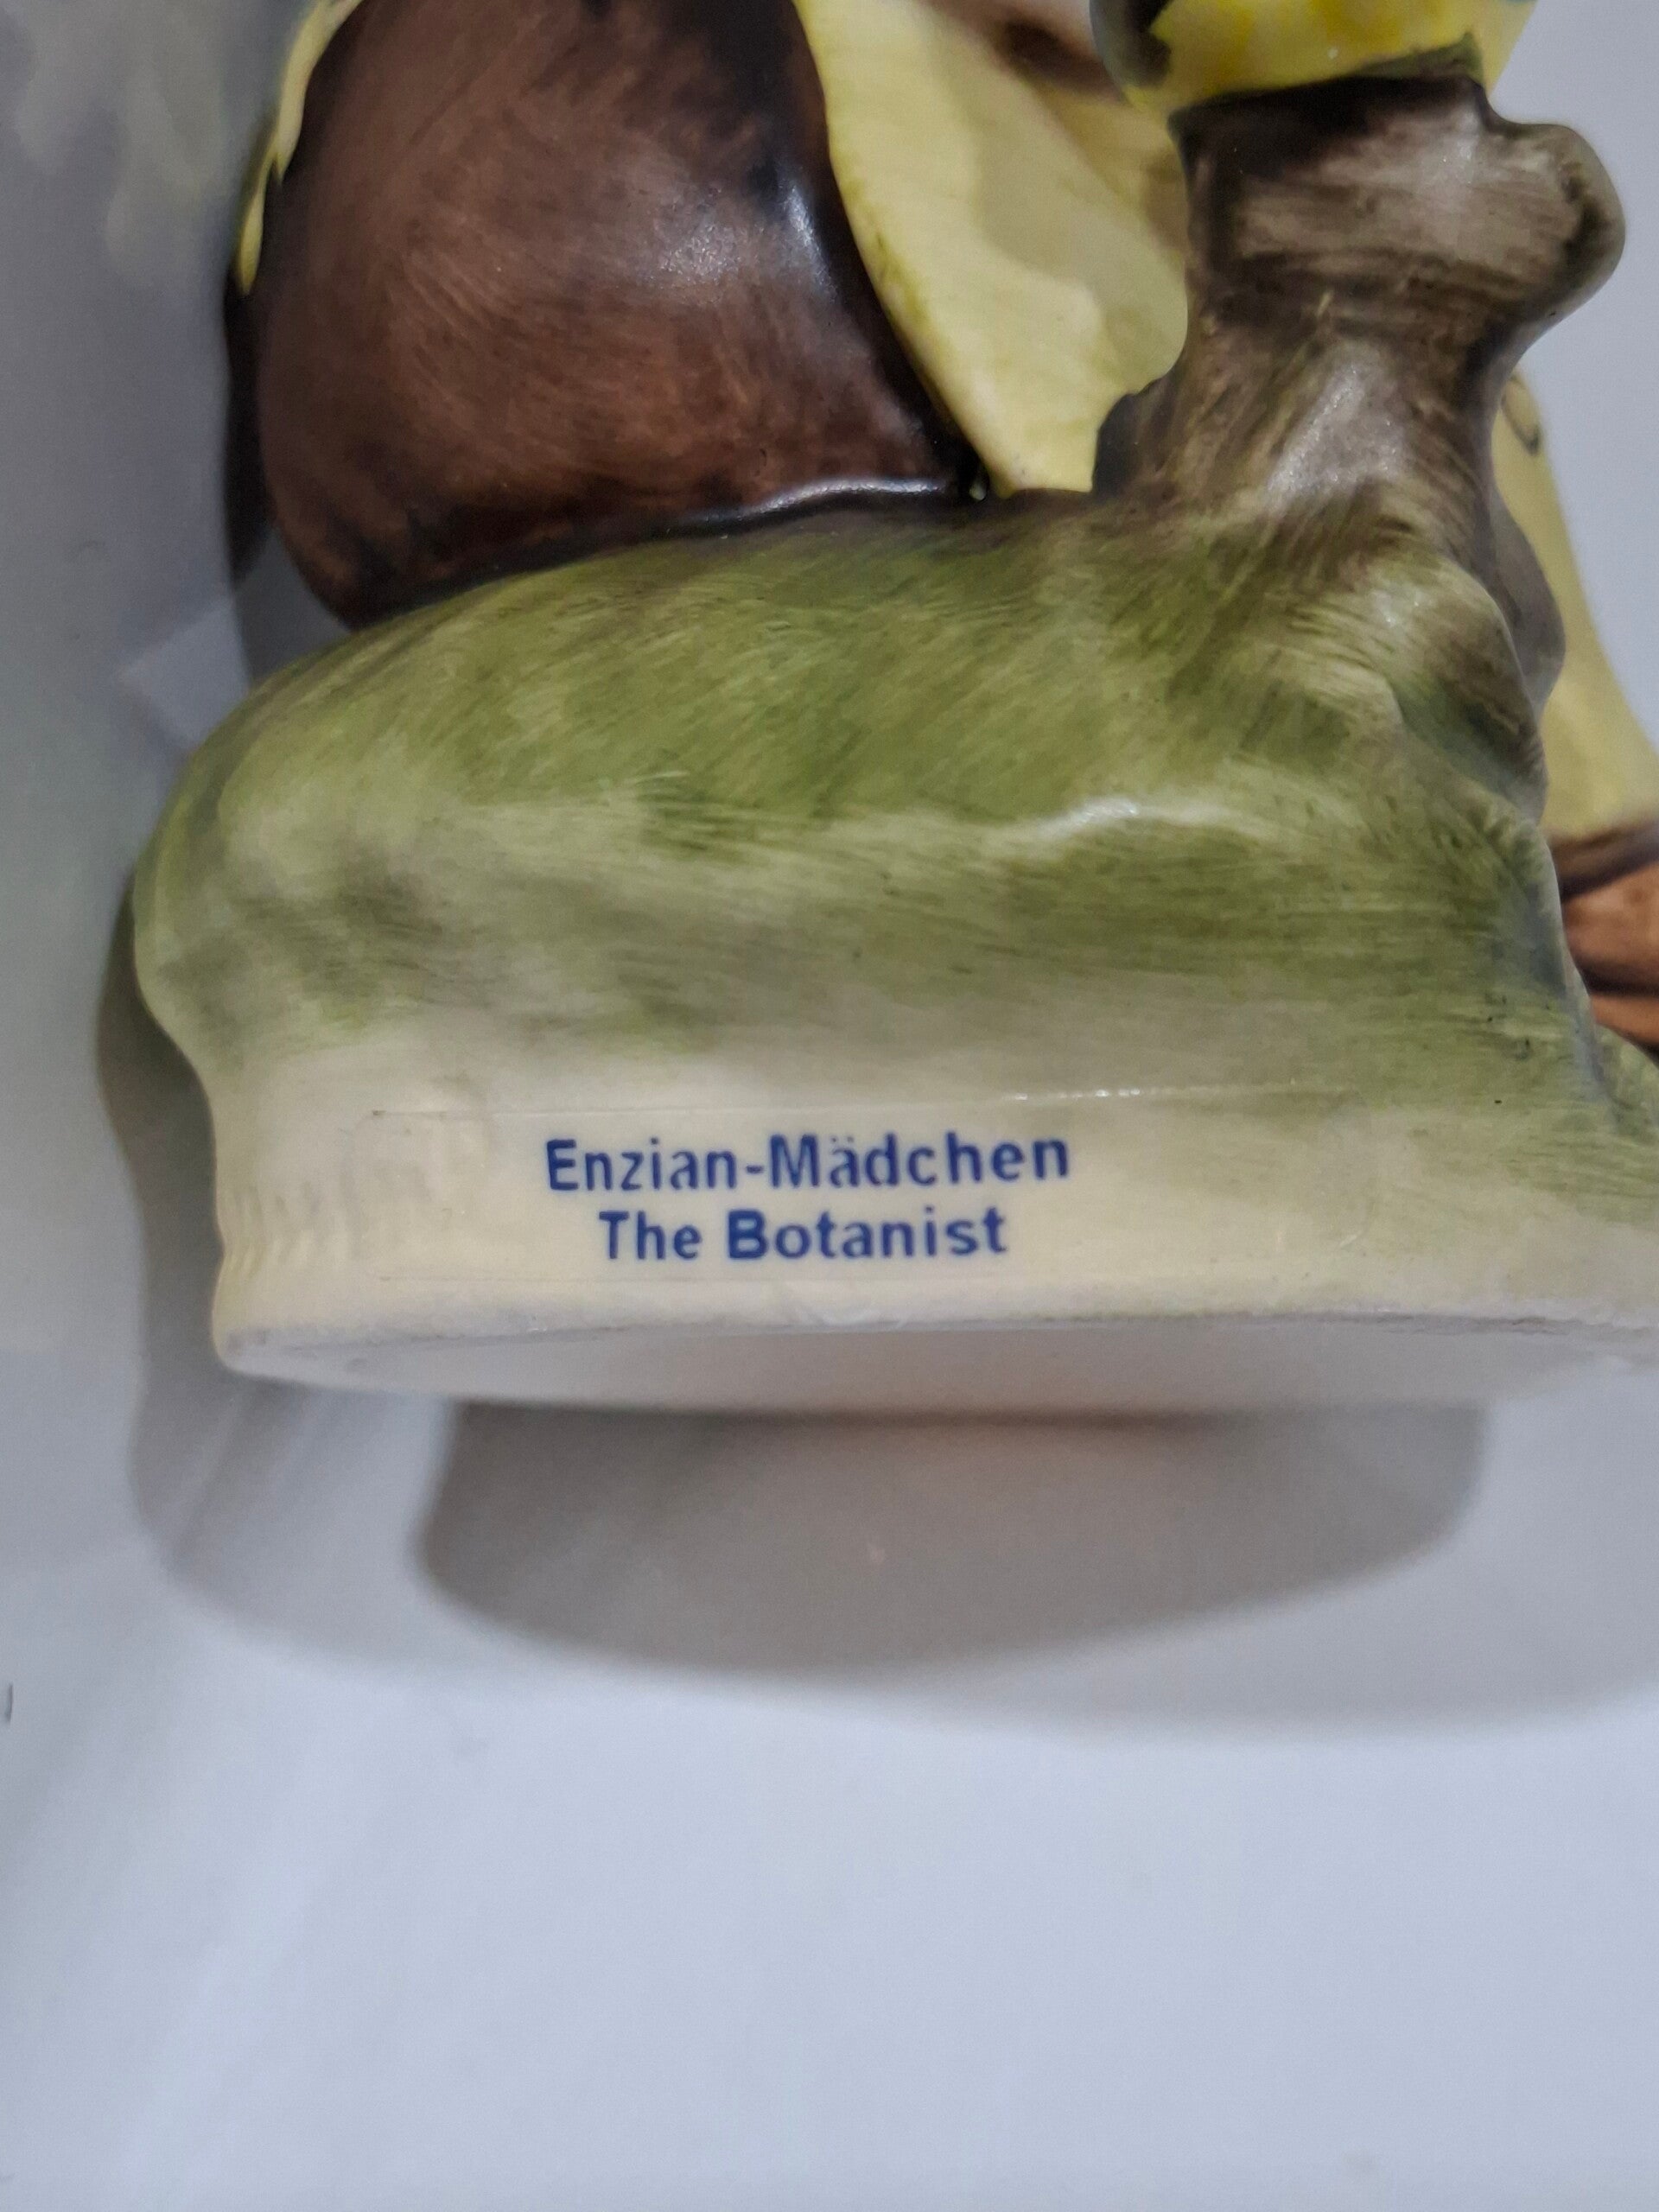 Enzian-Mädchen
The Botanist